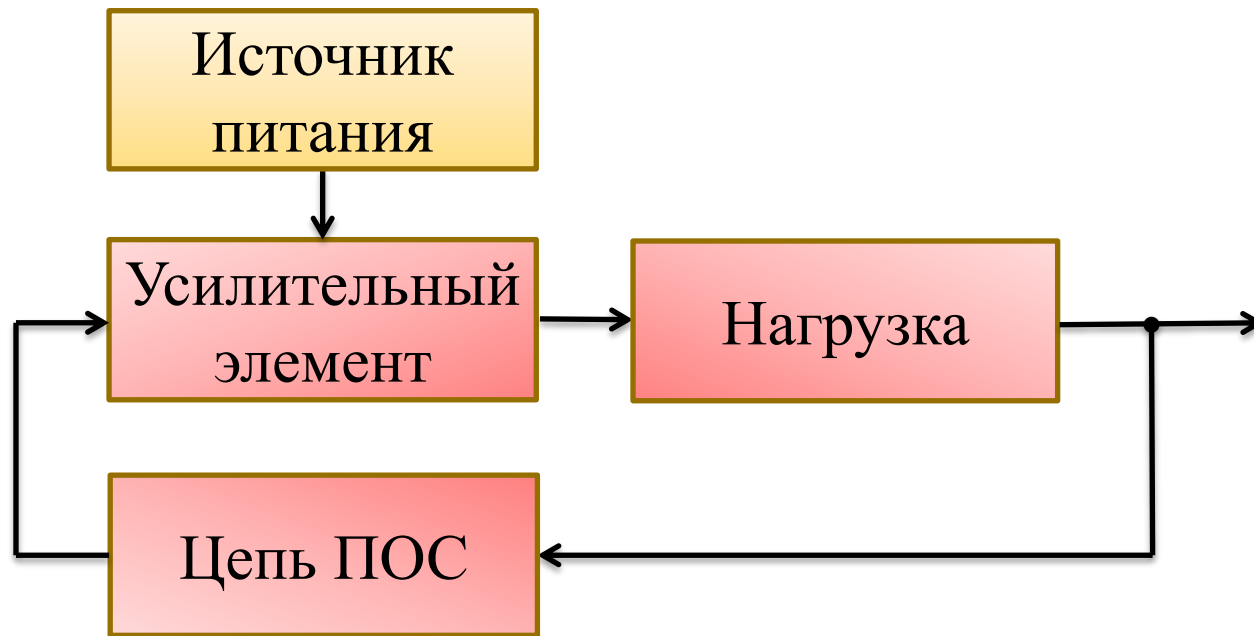 Источник
питания
Усилительный
элемент
Нагрузка
Цепь ПОС